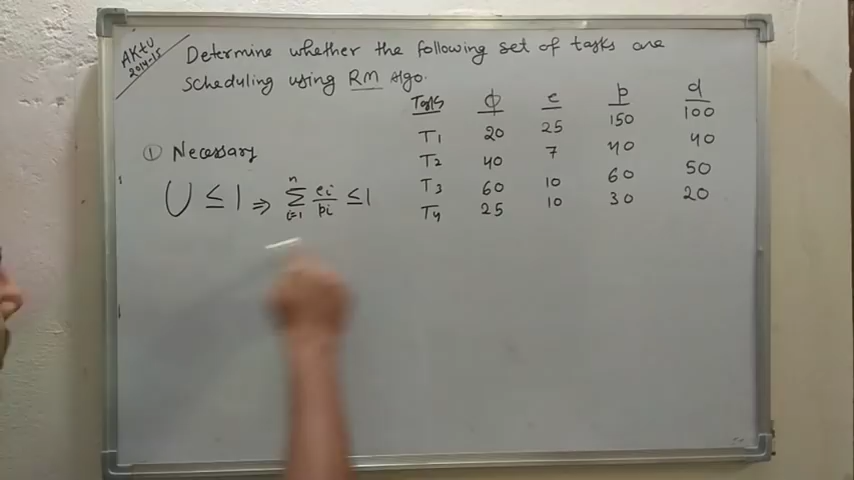 AKTU
2014-15
Determine whether the following set of tasks are
scheduling using RM Algo.
Tasks ϕ e p d
T1 20 25 150 100
T2 40 7 40 40
T3 60 10 60 50
T4 25 10 30 20
① Necessary
U ≤ 1 ⇒ n∑i=1 ei/pi ≤ 1